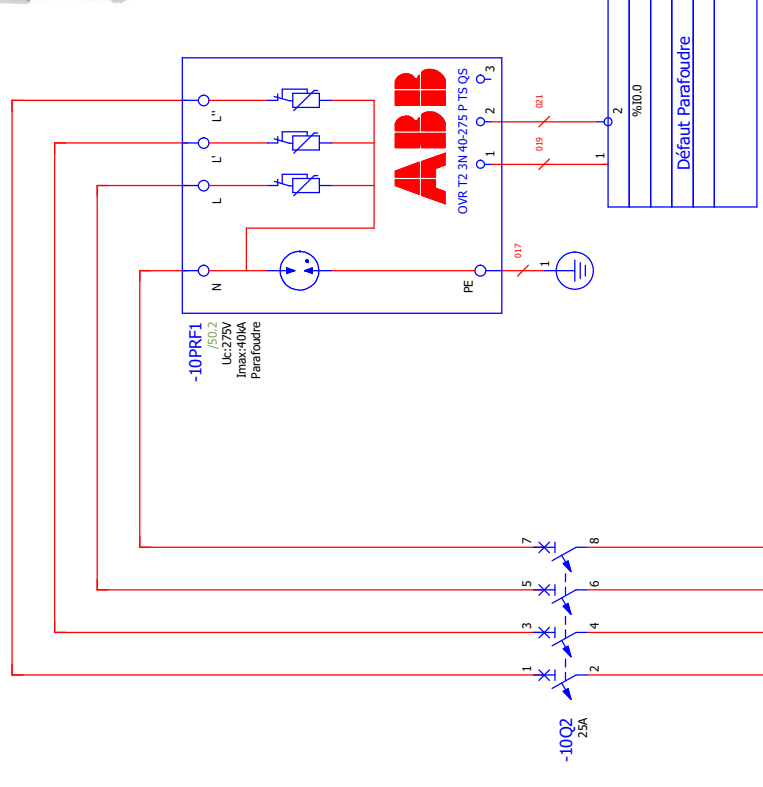 L"
L'
L
N
ABB
OVR T2 3N 40-275 P TS QS
3
2
1
PE
021
019
017
1
2
1
%I0.0
Défaut Parafoudre
-10PRF1
/50.2
Uc:275V
Imax:40kA
Parafoudre
7
8
5
6
3
4
1
2
-10Q2
25A